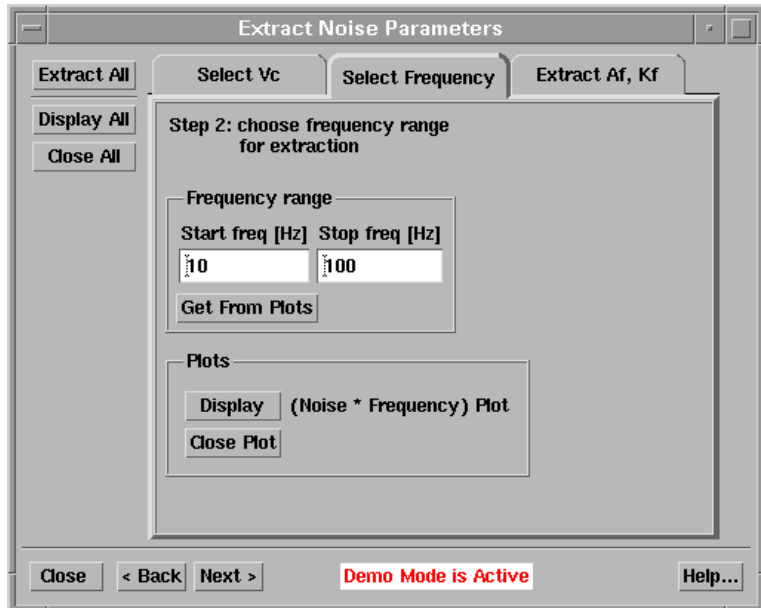 Extract Noise Parameters
Extract All
Display All
Close All
Select Vc
Select Frequency
Extract Af, Kf
Step 2: choose frequency range
for extraction
Frequency range
Start freq [Hz] Stop freq [Hz]
10 100
Get From Plots
Plots
Display (Noise * Frequency) Plot
Close Plot
Close < Back Next > Demo Mode is Active Help...